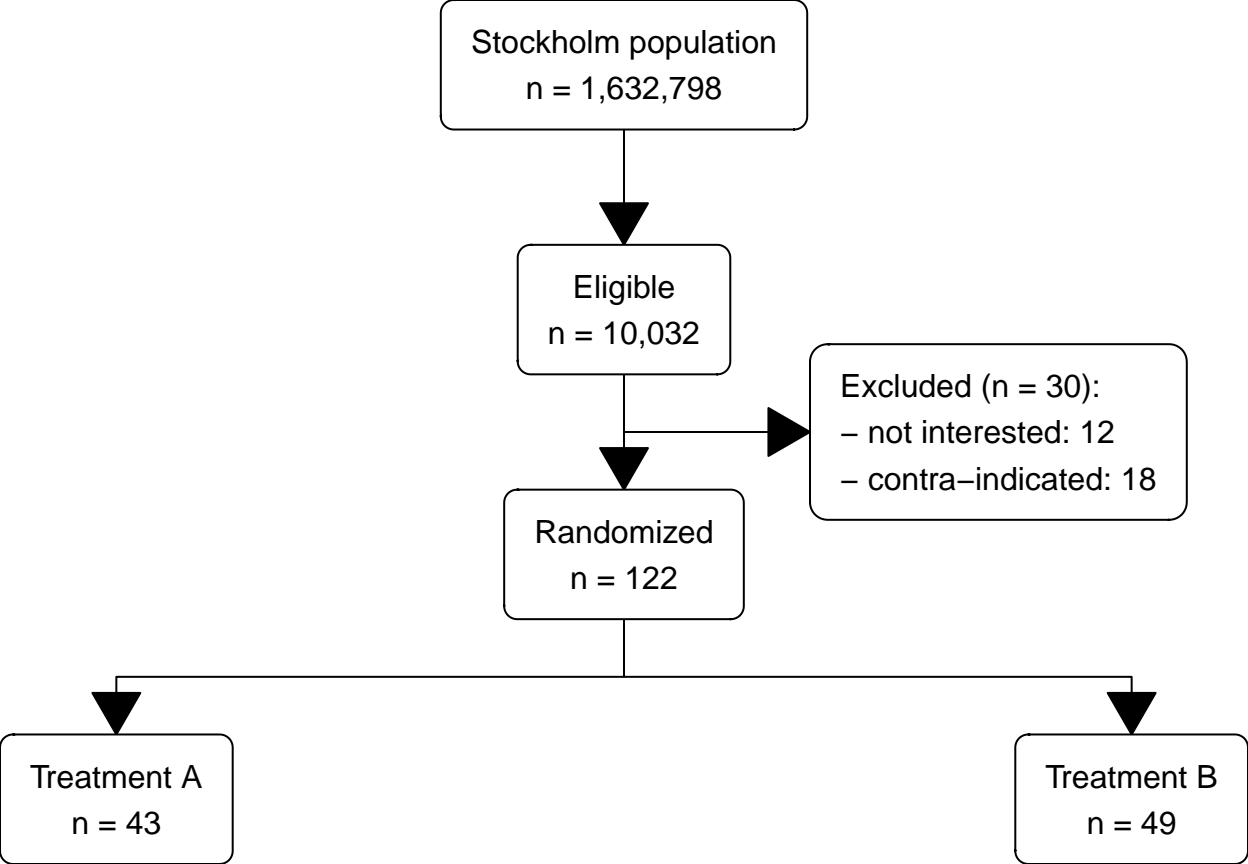 Stockholm population
n = 1,632,798
Eligible
n = 10,032
Excluded (n = 30):
− not interested: 12
− contra−indicated: 18
Randomized
n = 122
Treatment A
n = 43
Treatment B
n = 49